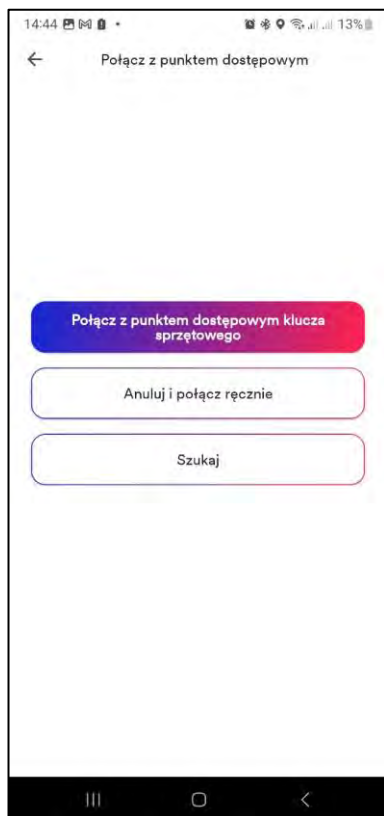 14:44 13%
Połącz z punktem dostępowym
Połącz z punktem dostępowym klucza
sprzętowego
Anuluj i połącz ręcznie
Szukaj